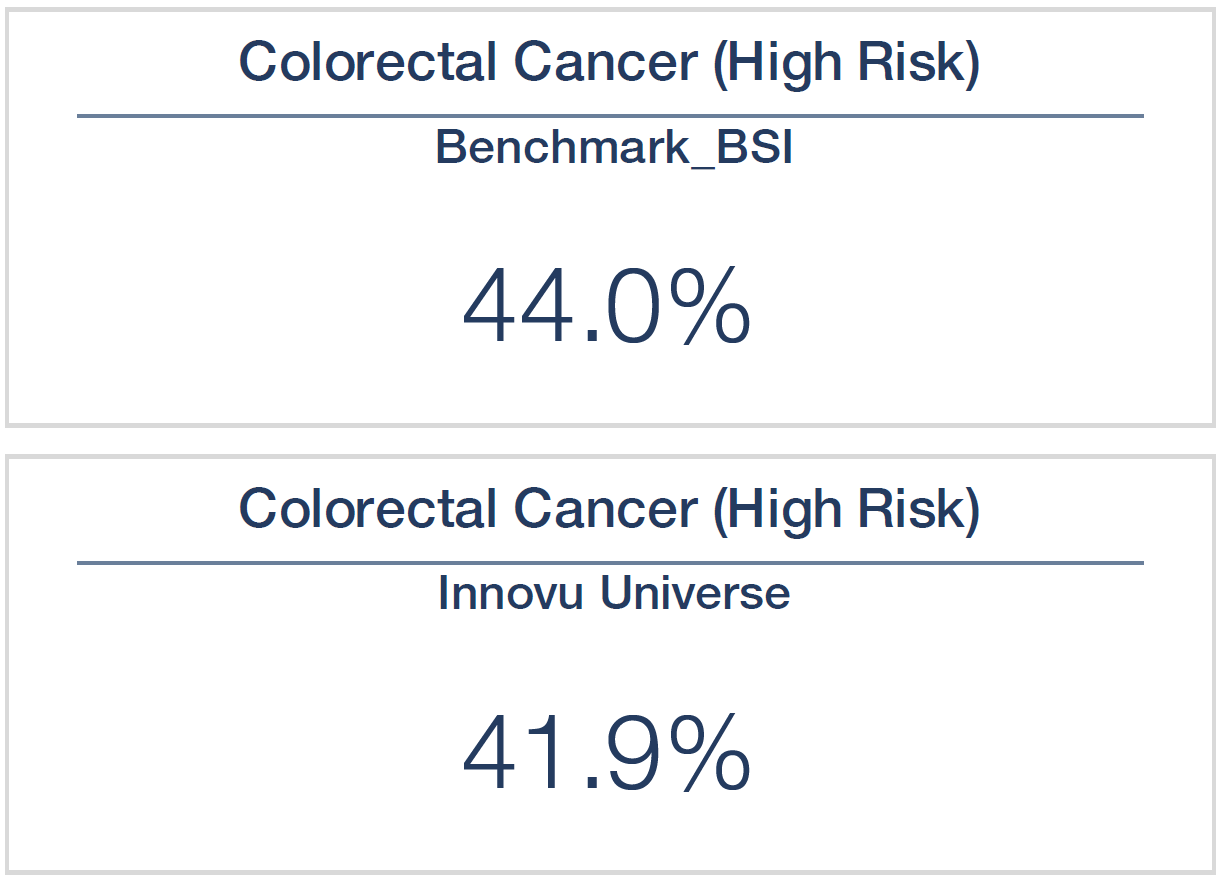 Colorectal Cancer (High Risk)
Benchmark_BSI
44.0%
Colorectal Cancer (High Risk)
Innovu Universe
41.9%